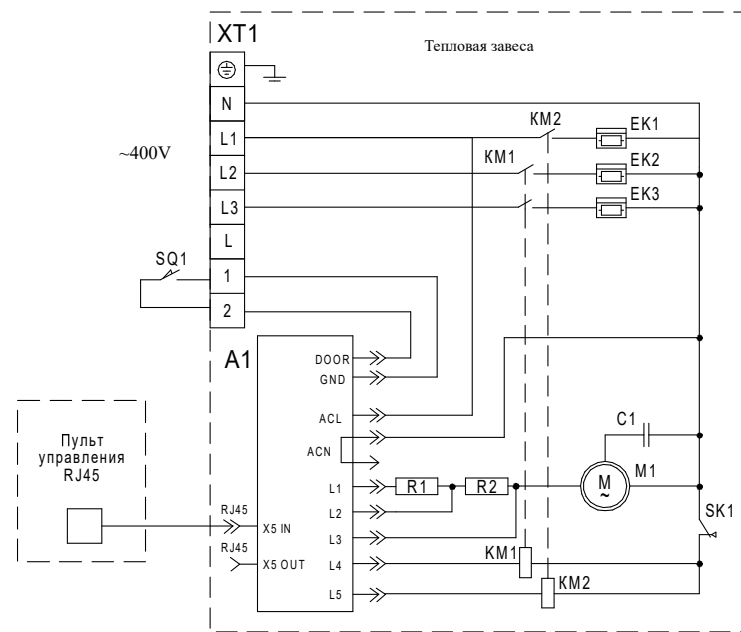 XT1
Тепловая завеса
N
KM2
EK1
L1
~400V
KM1
EK2
L2
EK3
L3
L
SQ1
1
2
A1
DOOR
GND
ACL
C1
ACN
Пульт
управления
RJ45
M1
M
~
L1
R1
R2
SK1
RJ45
L2
X5 IN
L3
RJ45
KM1
X5 OUT
L4
KM2
L5